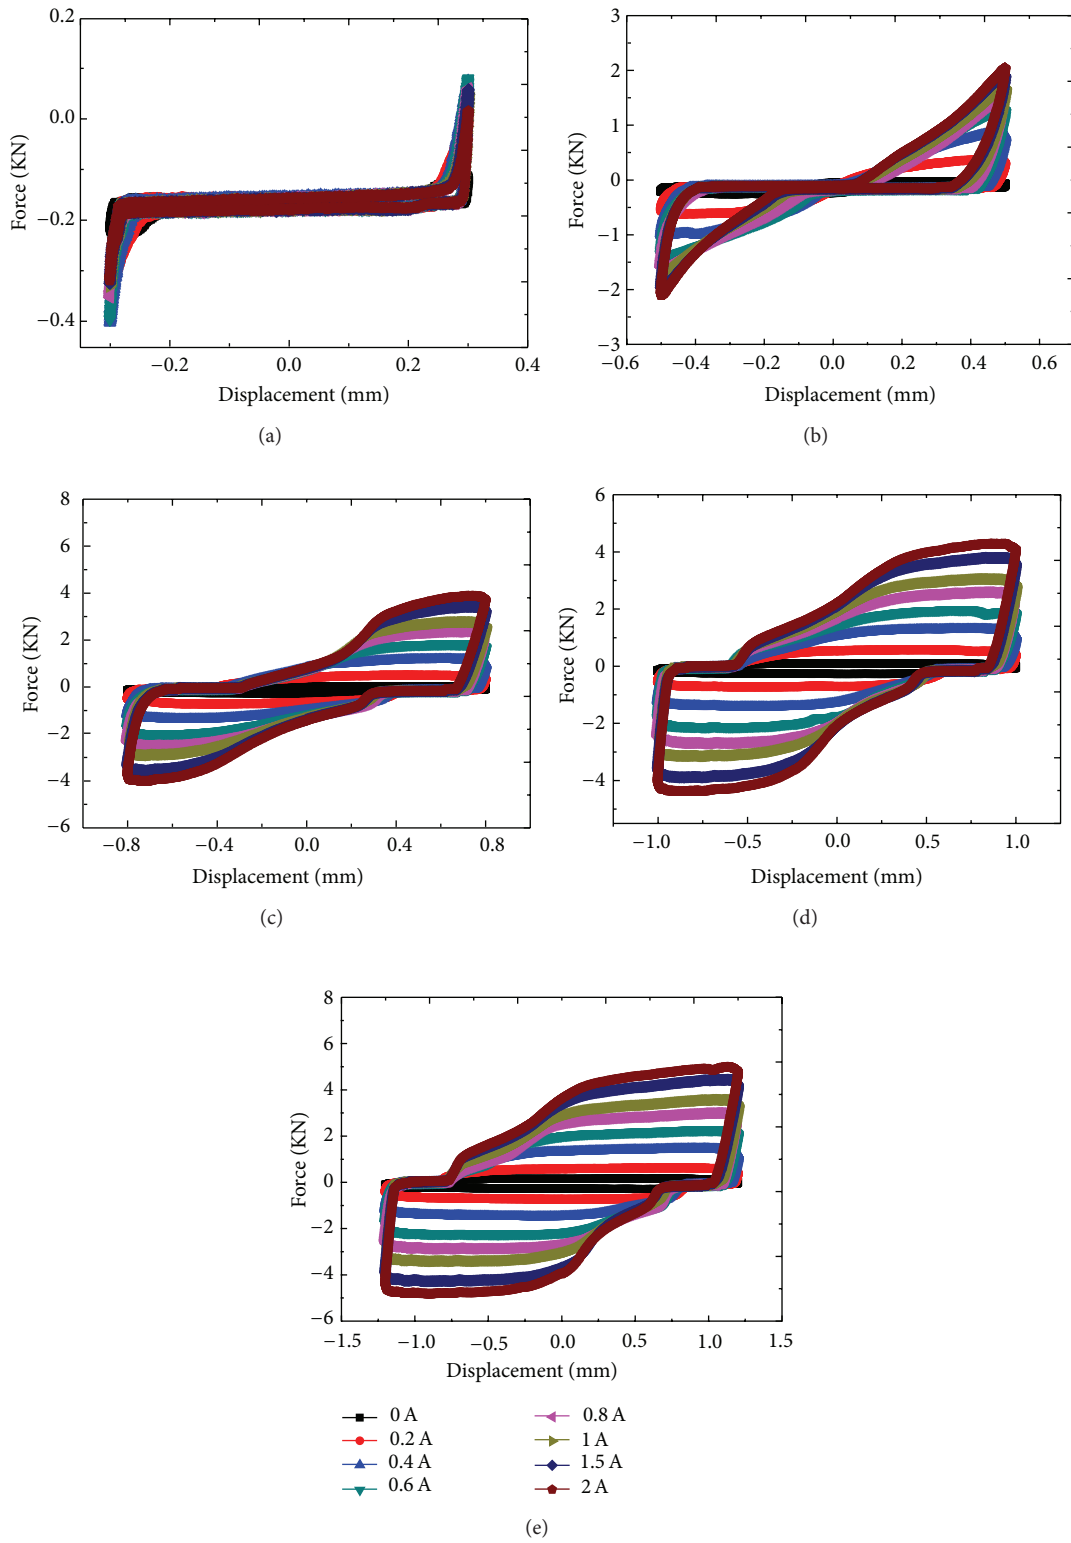 0.2
0.0
−0.2
−0.4
Force (KN)
−0.2
0.0
0.2
0.4
Displacement (mm)
(a)
3
2
1
0
−1
−2
−3
Force (KN)
−0.6
−0.4
−0.2
0.0
0.2
0.4
0.6
Displacement (mm)
(b)
8
6
4
2
0
−2
−4
−6
Force (KN)
−0.8
−0.4
0.0
0.4
0.8
Displacement (mm)
(c)
6
4
2
0
−2
−4
Force (KN)
−1.0
−0.5
0.0
0.5
1.0
Displacement (mm)
(d)
8
6
4
2
0
−2
−4
−6
Force (KN)
−1.5
−1.0
−0.5
0.0
0.5
1.0
1.5
Displacement (mm)
0 A
0.2 A
0.4 A
0.6 A
0.8 A
1 A
1.5 A
2 A
(e)